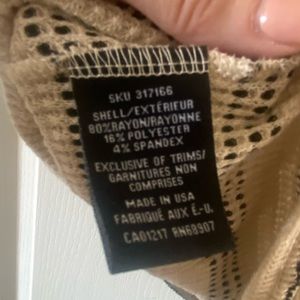 SKU 317166
SHELL/EXTÉRIEUR
80%RAYON/RAYONNE
16% POLYESTER
4% SPANDEX
EXCLUSIVE OF TRIMS/
GARNITURES NON
COMPRISES
MADE IN USA
FABRIQUÉ AUX É-U.
CA01217 RN68907